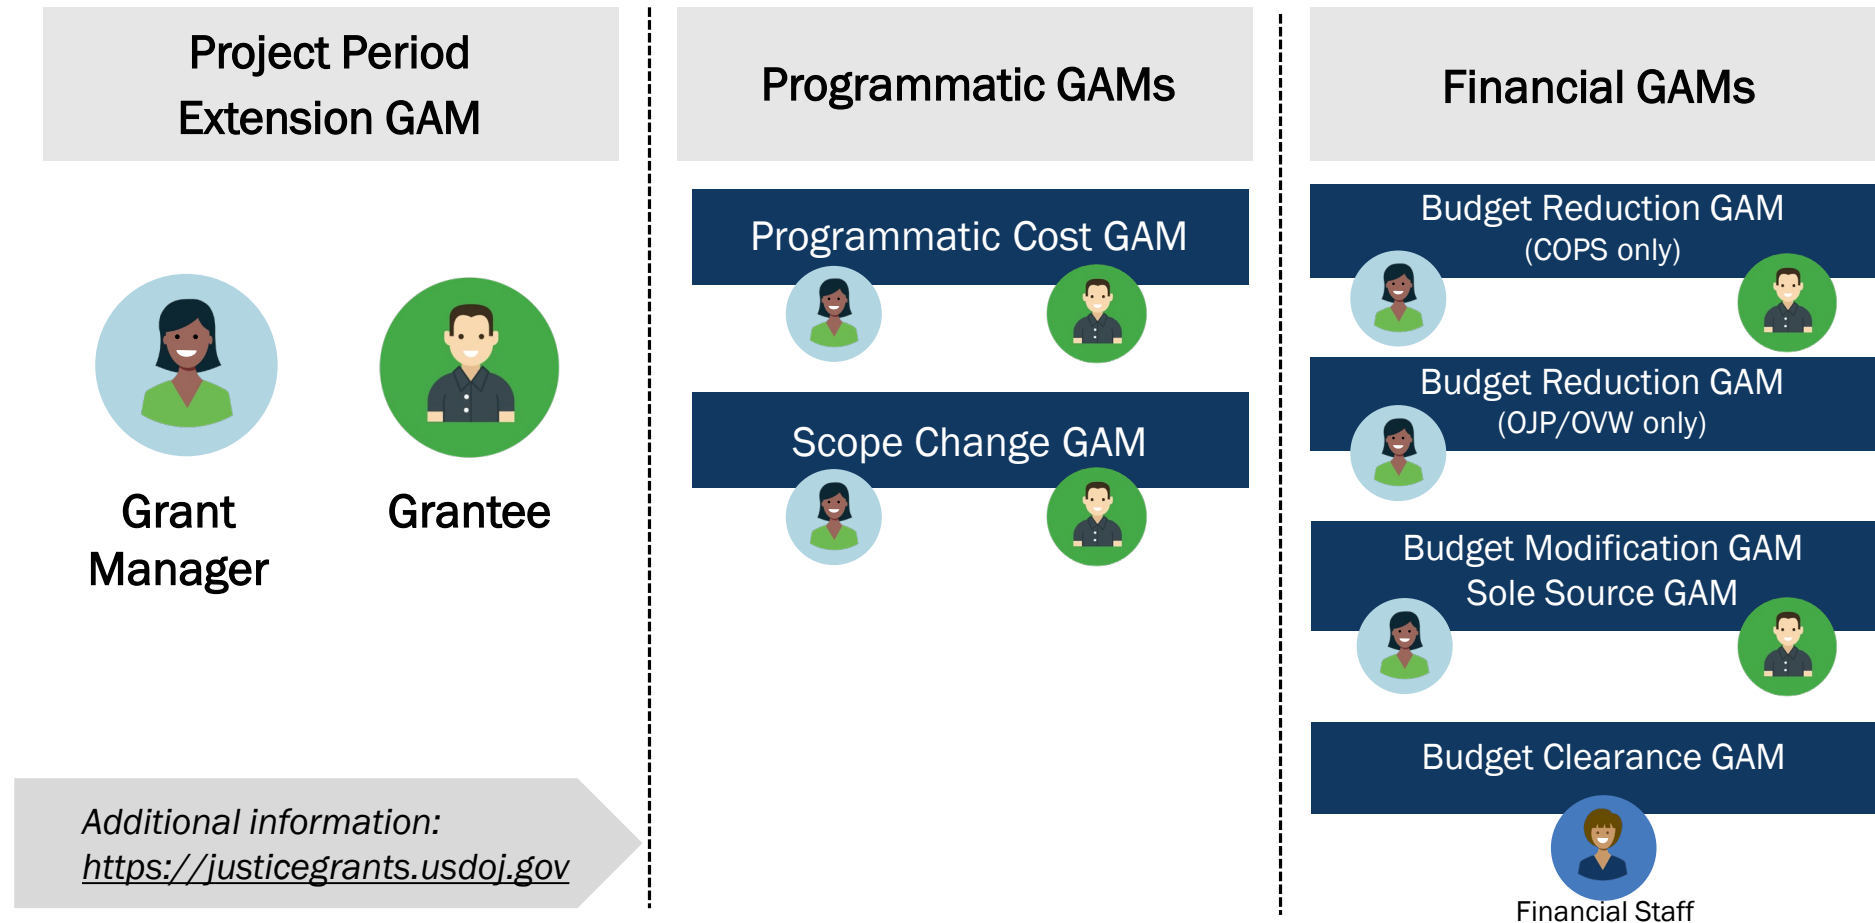 Project Period
Extension GAM
Grant
Manager
Grantee
Additional information:
https://justicegrants.usdoj.gov
Programmatic GAMs
Programmatic Cost GAM
Scope Change GAM
Financial GAMs
Budget Reduction GAM
(COPS only)
Budget Reduction GAM
(OJP/OVW only)
Budget Modification GAM
Sole Source GAM
Budget Clearance GAM
Financial Staff